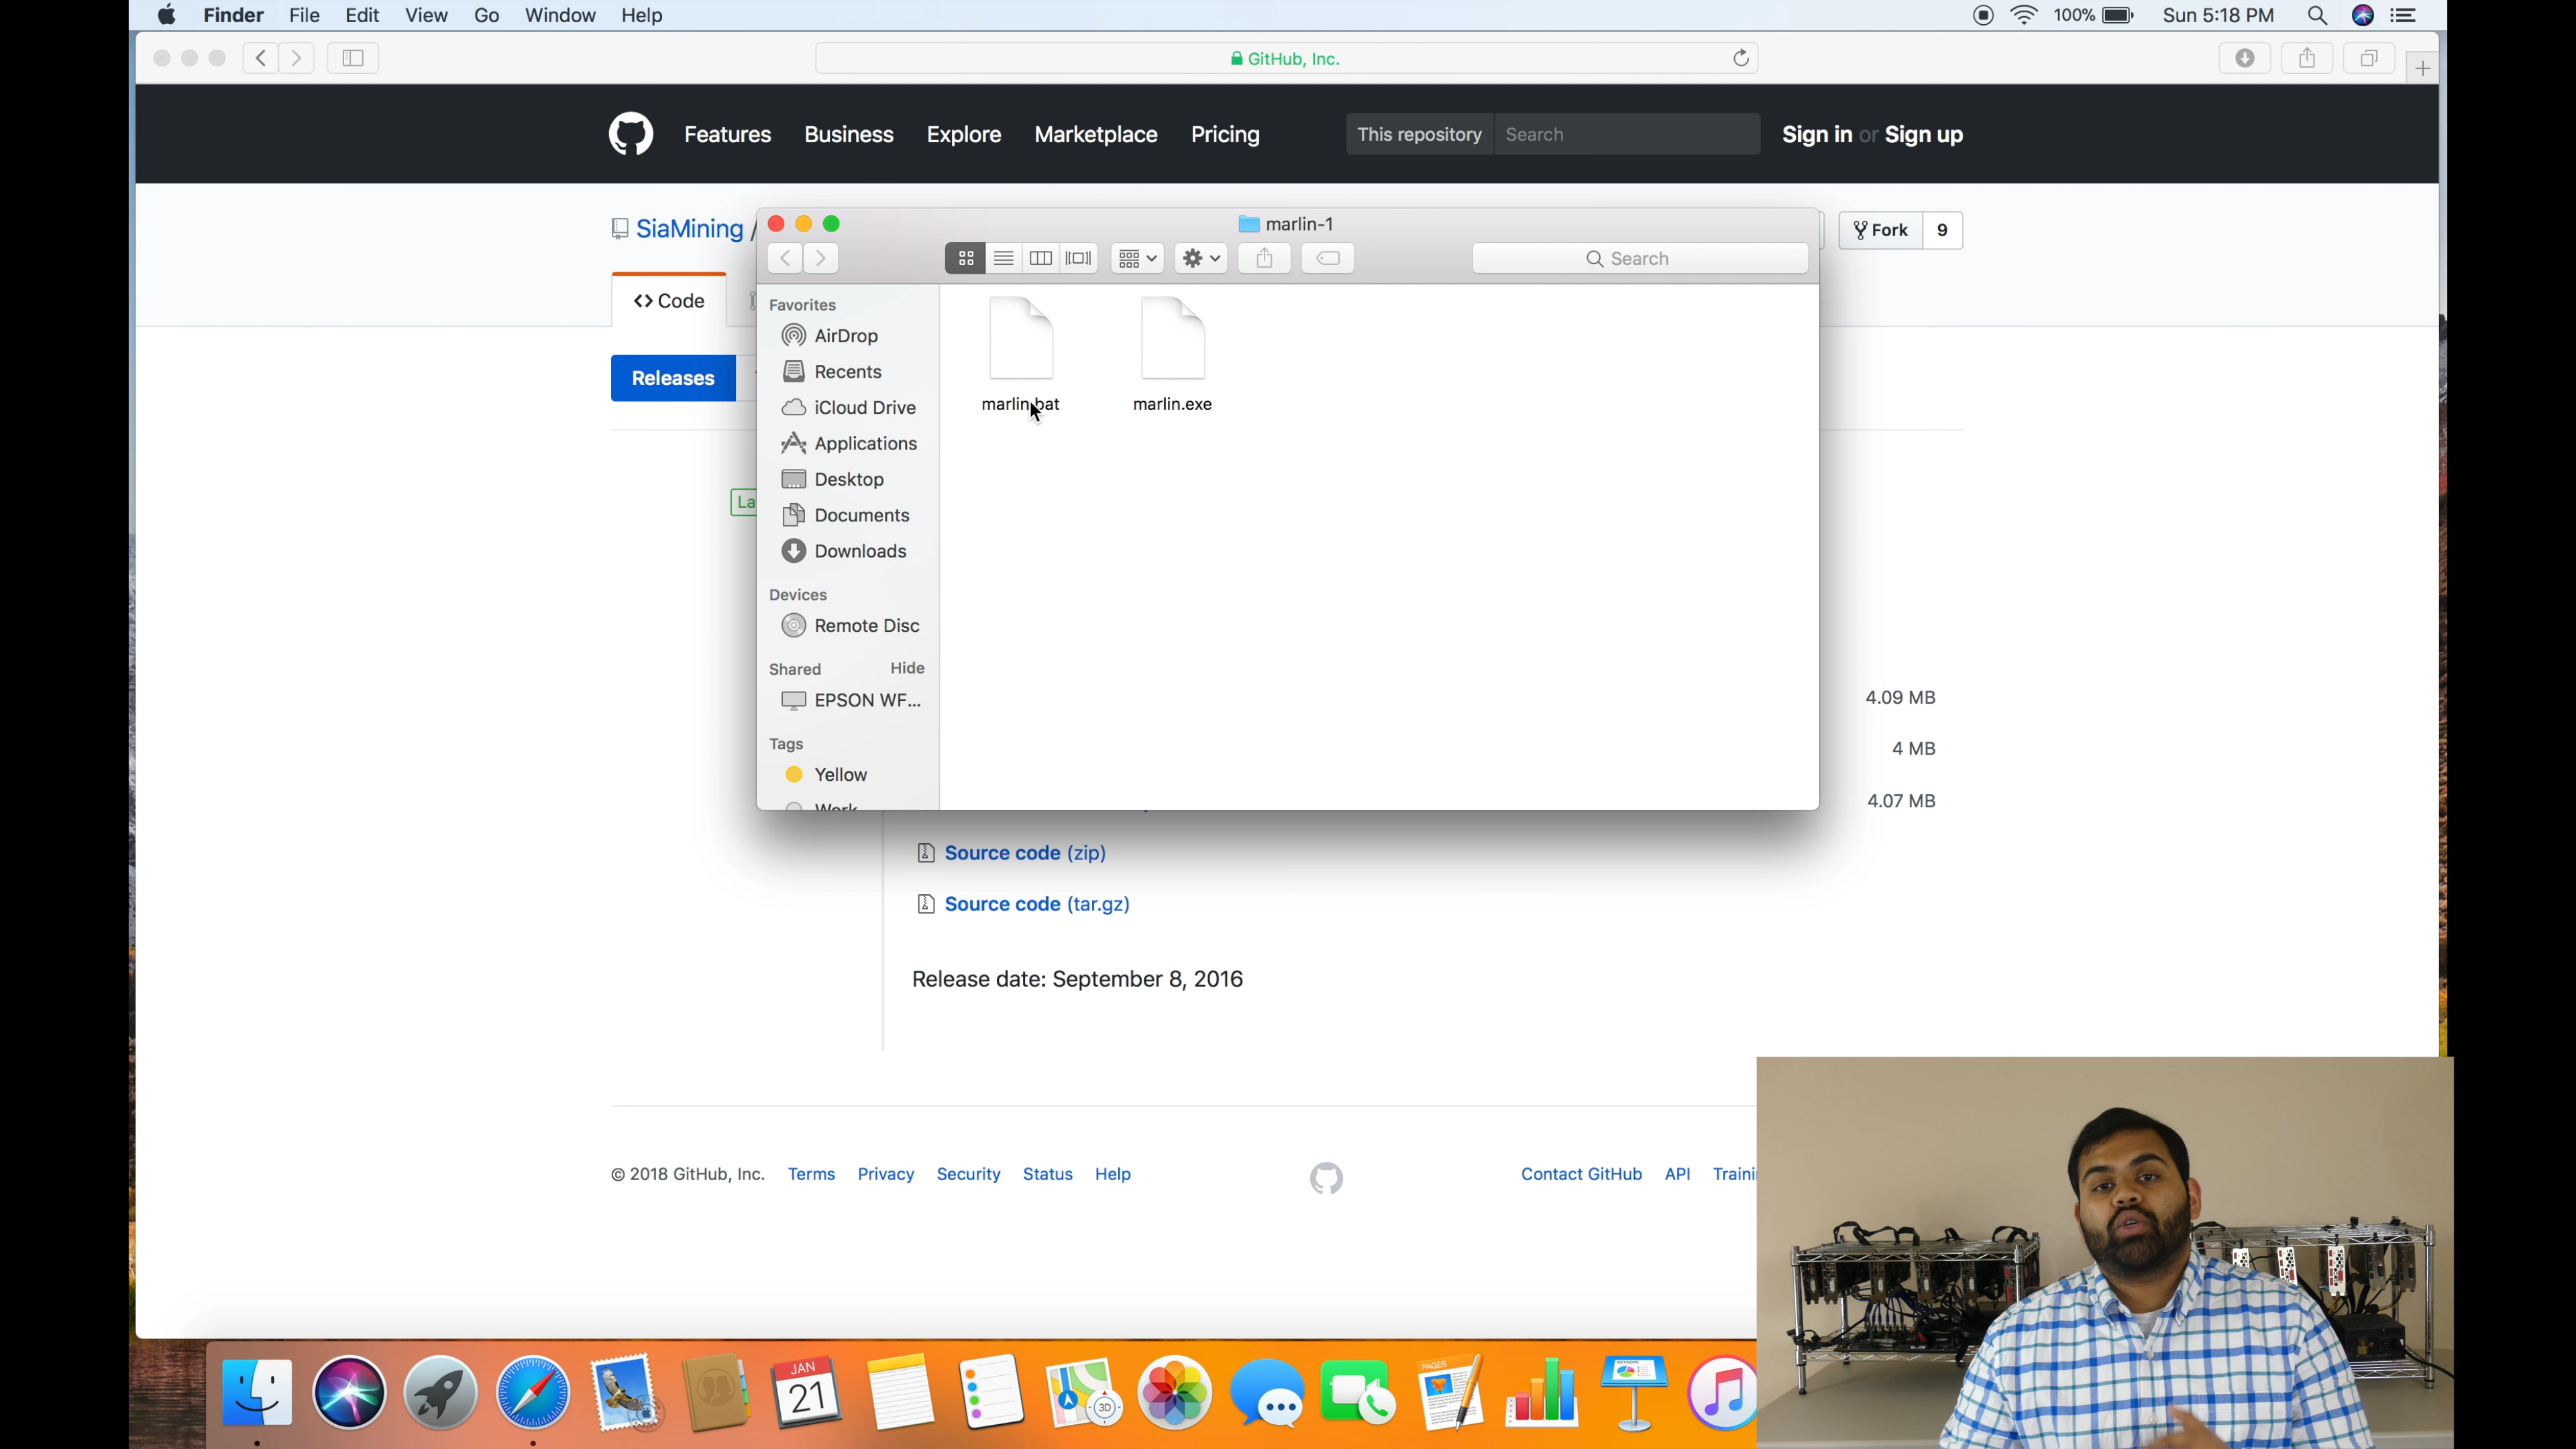 Finder File Edit View Go Window Help 100% Sun 5:18 PM
GitHub, Inc.
Features Business Explore Marketplace Pricing This repository Search Sign in or Sign up
SiaMining / Fork 9
marlin-1
Search
<> Code
Releases
Favorites
AirDrop
Recents
iCloud Drive
Applications
Desktop
Documents
Downloads
Devices
Remote Disc
Shared Hide
EPSON WF...
Tags
Yellow
Work
marlin.bat marlin.exe
4.09 MB
4 MB
4.07 MB
Source code (zip)
Source code (tar.gz)
Release date: September 8, 2016
© 2018 GitHub, Inc. Terms Privacy Security Status Help Contact GitHub API
JAN
21
3D
PAGES